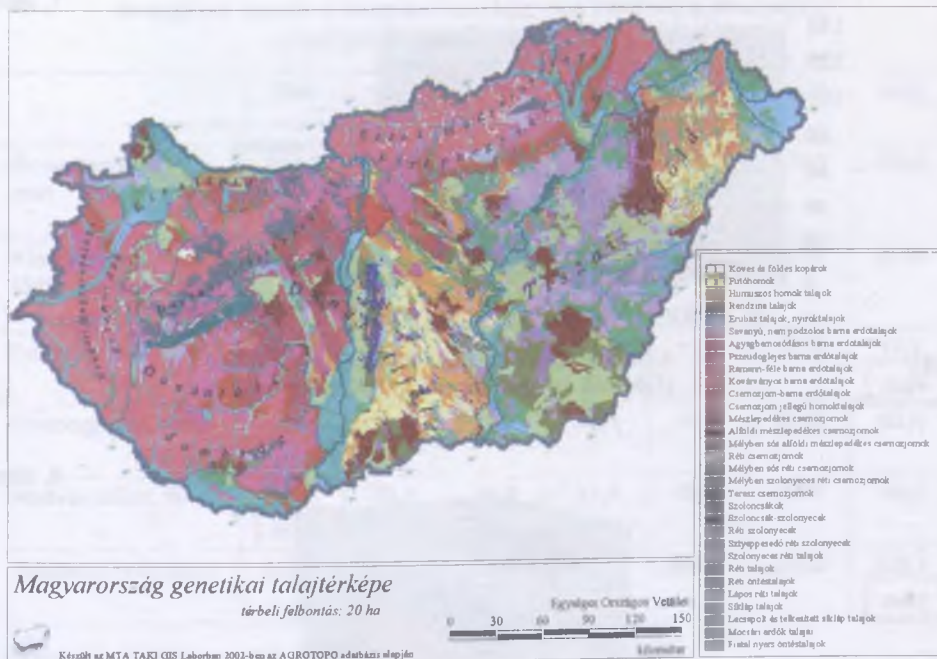 Köves és földes kopárok
Futóhomok
Humuszos homok talajok
Rendzina talajok
Erubáz talajok, nyiroktalajok
Savanyú, nem podzolos barna erdőtalajok
Agyagbemosódásos barna erdőtalajok
Pszeudoglejes barna erdőtalajok
Ramann-féle barna erdőtalajok
Kovárványos barna erdőtalajok
Csernozjom-barna erdőtalajok
Csernozjom jellegű homoktalajok
Mészlepedékes csernozjomok
Alföldi mészlepedékes csernozjomok
Mélyben sós alföldi mészlepedékes csernozjomok
Réti csernozjomok
Mélyben sós réti csernozjomok
Mélyben szolonyeces réti csernozjomok
Terasz csernozjomok
Szoloncsákok
Szoloncsák-szolonyecek
Réti szolonyecek
Sztyeppesedő réti szolonyecek
Szolonyeces réti talajok
Réti talajok
Réti öntéstalajok
Lápos réti talajok
Síkláp talajok
Lecsapolt és telkesített síkláp talajok
Mocsári erdők talajai
Fiatal nyers öntéstalajok
Magyarország genetikai talajtérképe
térbeli felbontás: 20 ha
Egységes Országos Vetület
0 30 60 90 120 150
kilométer
Készült az MTA TAKI GIS Laborban 2002-ben az AGROTOPO adatbázis alapján